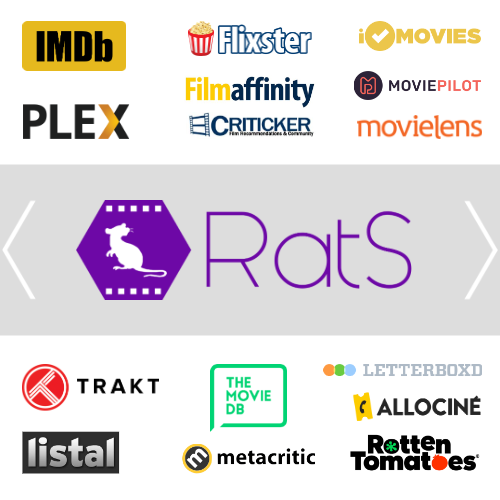 IMDb
Flixster
iCMOVIES
Filmaffinity
MOVIEPILOT
PLEX
CRITICKER
Film Recommendations & Community
movielens
RatS
TRAKT
THE
MOVIE
DB
LETTERBOXD
ALLOCINÉ
listal
m metacritic
Rotten
Tomatoes